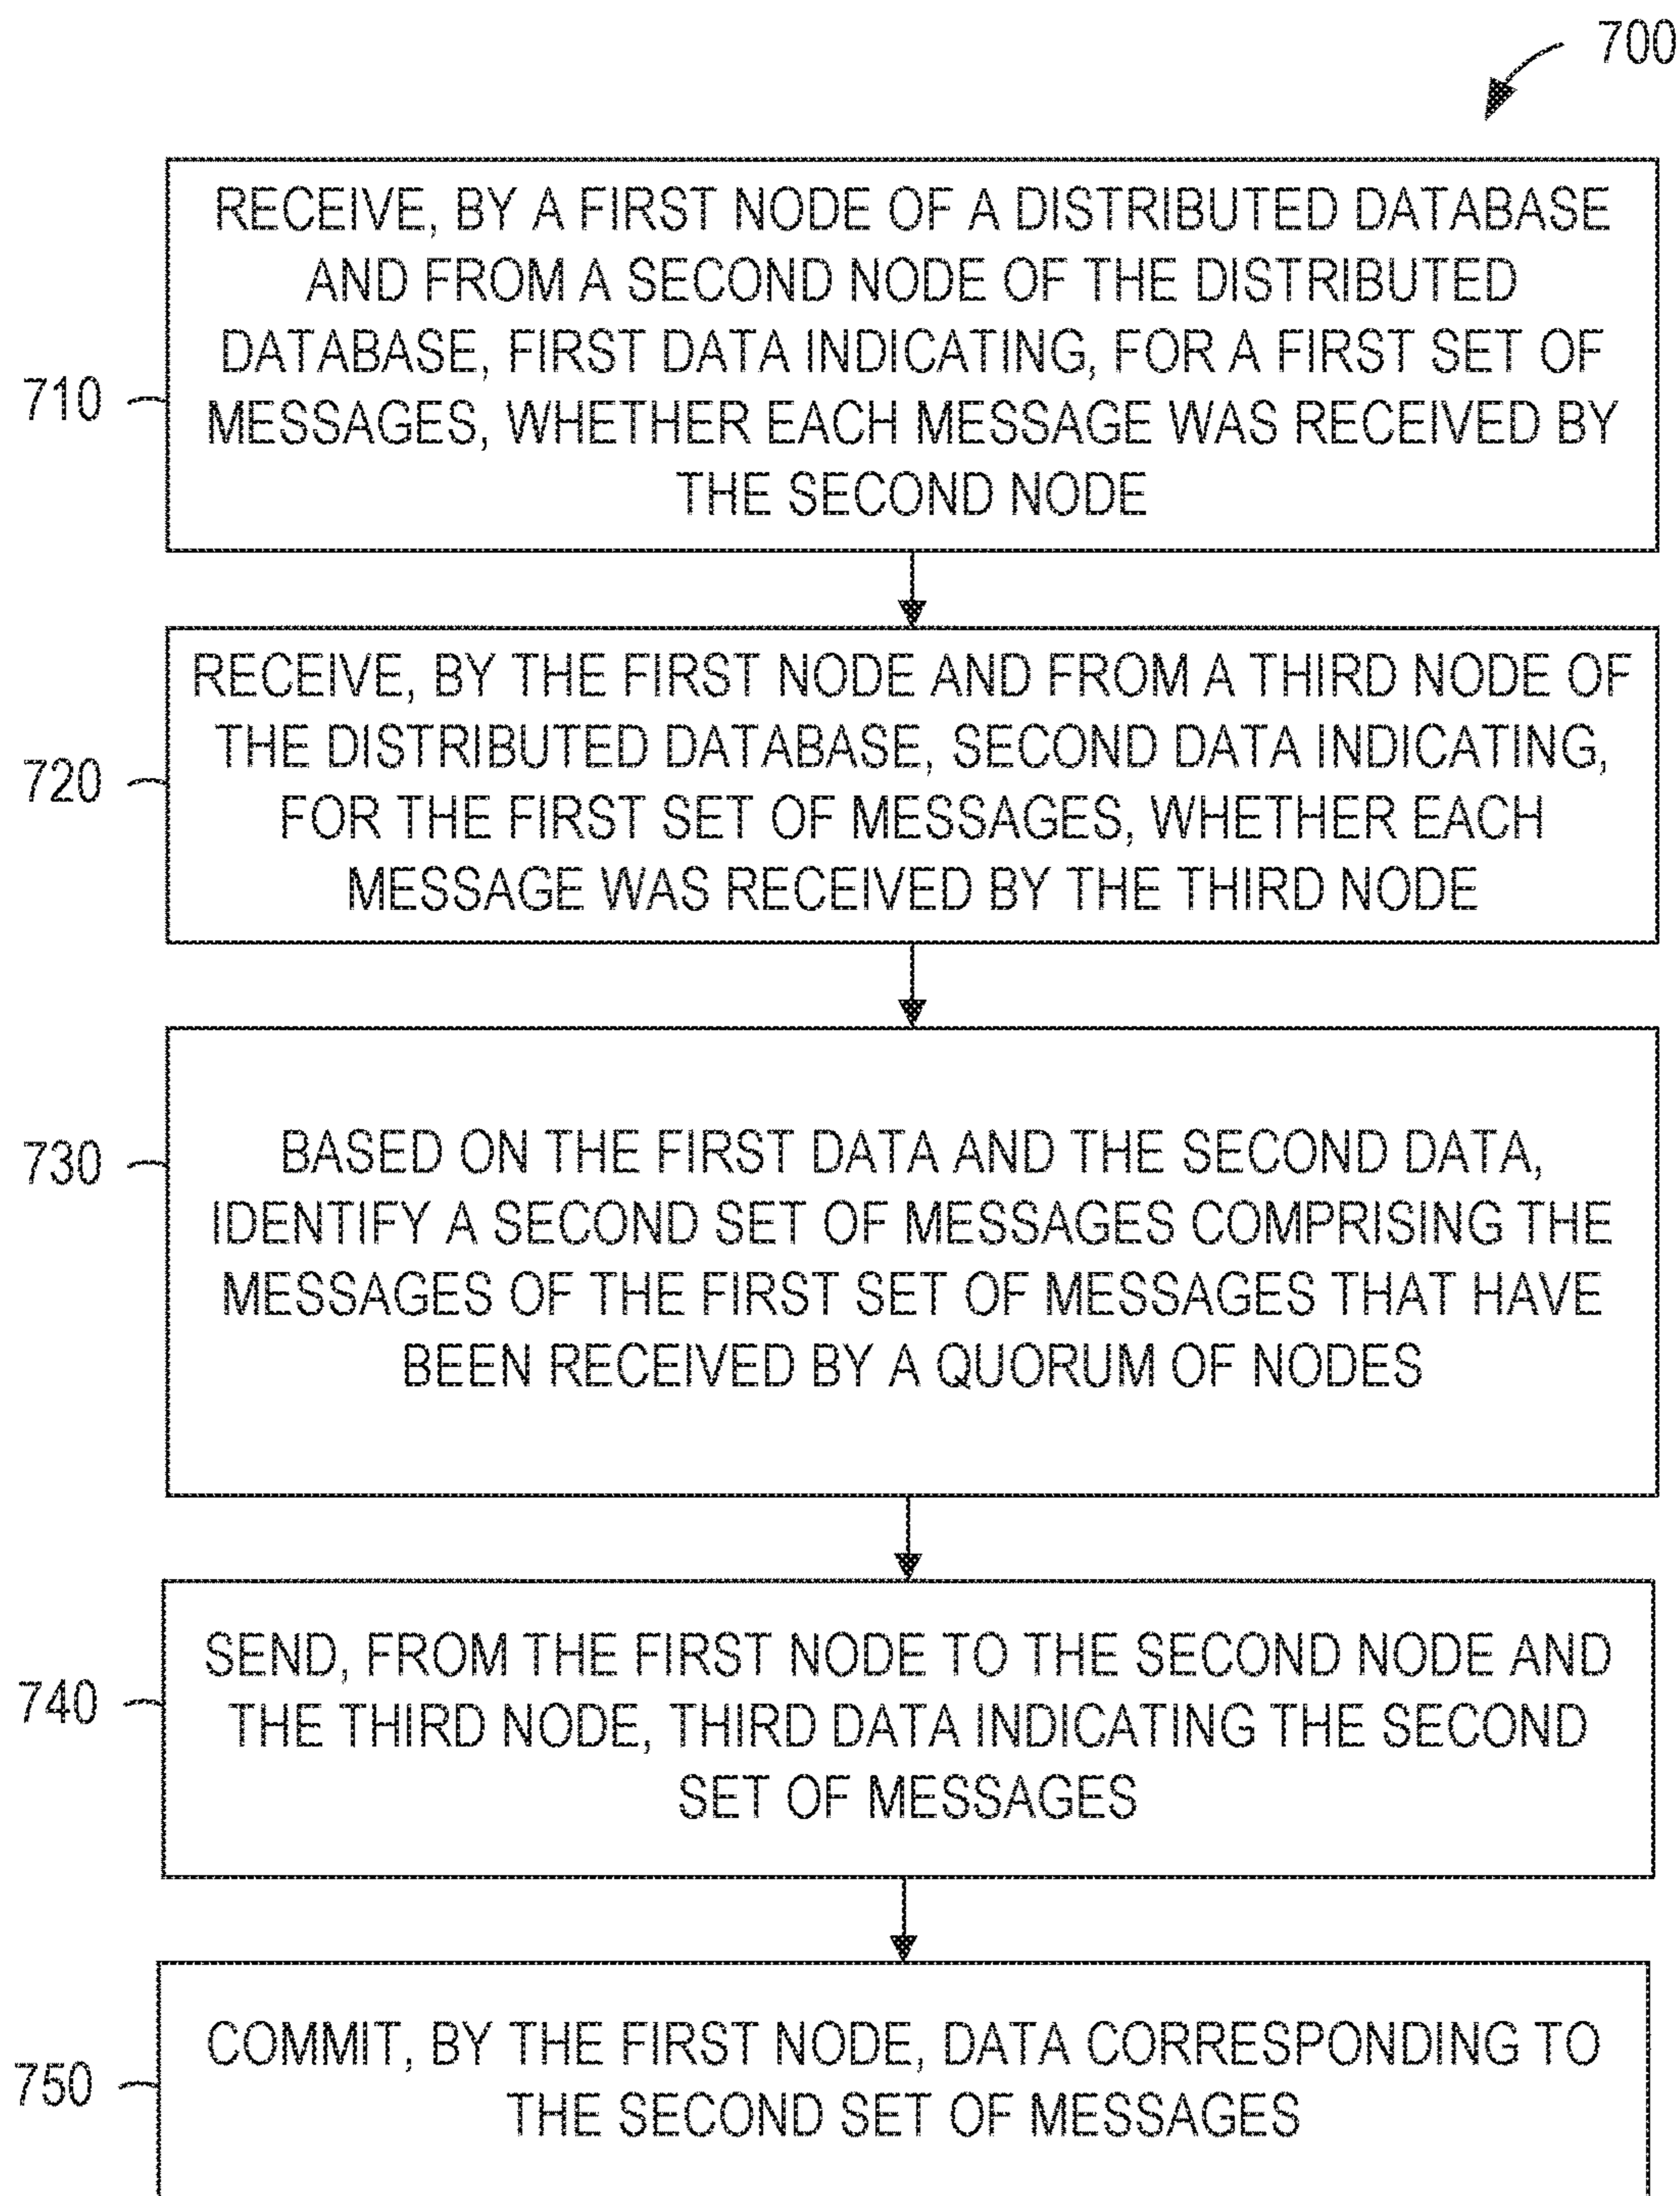 700
RECEIVE, BY A FIRST NODE OF A DISTRIBUTED DATABASE
AND FROM A SECOND NODE OF THE DISTRIBUTED
DATABASE, FIRST DATA INDICATING, FOR A FIRST SET OF
MESSAGES, WHETHER EACH MESSAGE WAS RECEIVED BY
THE SECOND NODE
710
RECEIVE, BY THE FIRST NODE AND FROM A THIRD NODE OF
THE DISTRIBUTED DATABASE, SECOND DATA INDICATING,
FOR THE FIRST SET OF MESSAGES, WHETHER EACH
MESSAGE WAS RECEIVED BY THE THIRD NODE
720
BASED ON THE FIRST DATA AND THE SECOND DATA,
IDENTIFY A SECOND SET OF MESSAGES COMPRISING THE
MESSAGES OF THE FIRST SET OF MESSAGES THAT HAVE
BEEN RECEIVED BY A QUORUM OF NODES
730
SEND, FROM THE FIRST NODE TO THE SECOND NODE AND
THE THIRD NODE, THIRD DATA INDICATING THE SECOND
SET OF MESSAGES
740
COMMIT, BY THE FIRST NODE, DATA CORRESPONDING TO
THE SECOND SET OF MESSAGES
750